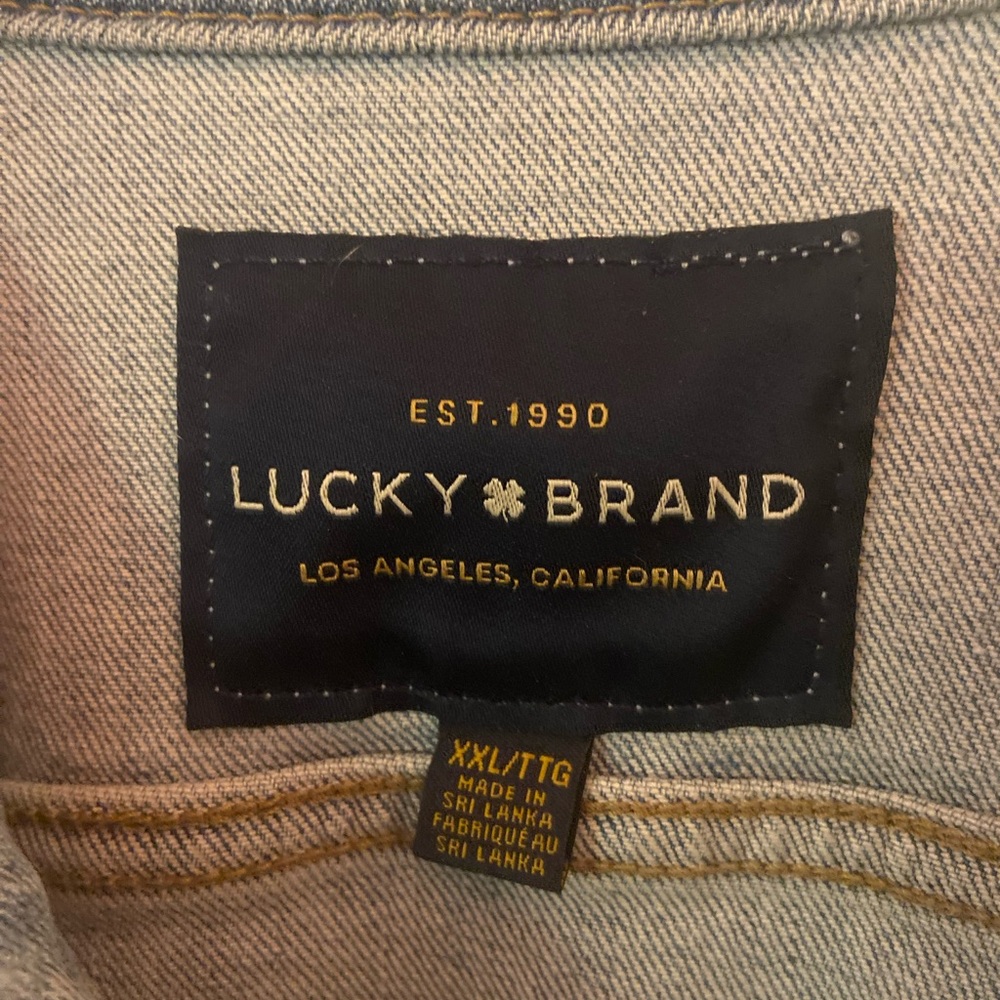 EST.1990
LUCKY BRAND
LOS ANGELES, CALIFORNIA
XXL/TTG
MADE IN
SRI LANKA
FABRIQUÉ AU
SRI LANKA